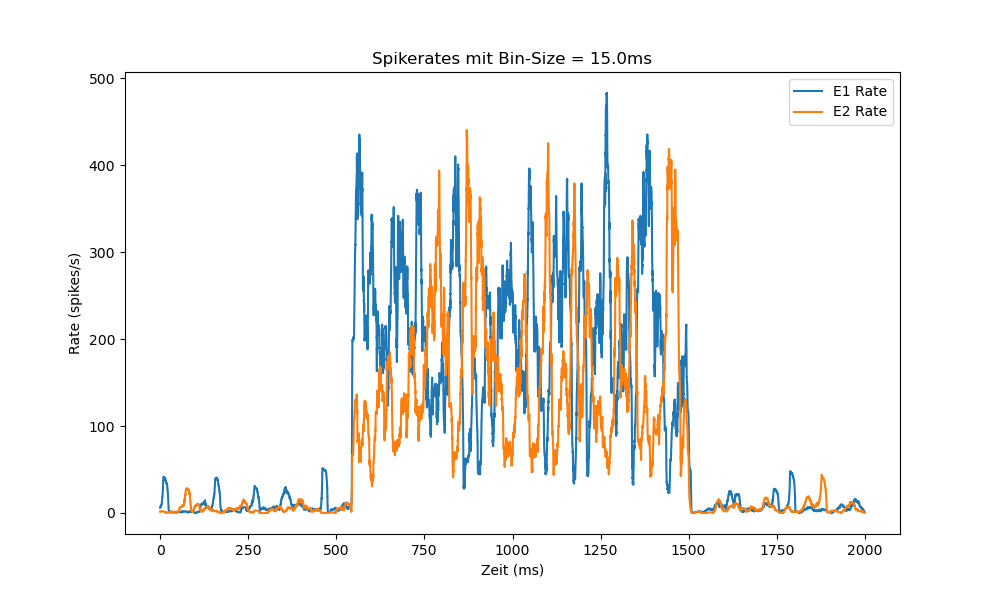 Spikerates mit Bin-Size = 15.0ms
E1 Rate
E2 Rate
Rate (spikes/s)
500
400
300
200
100
0
0 250 500 750 1000 1250 1500 1750 2000
Zeit (ms)